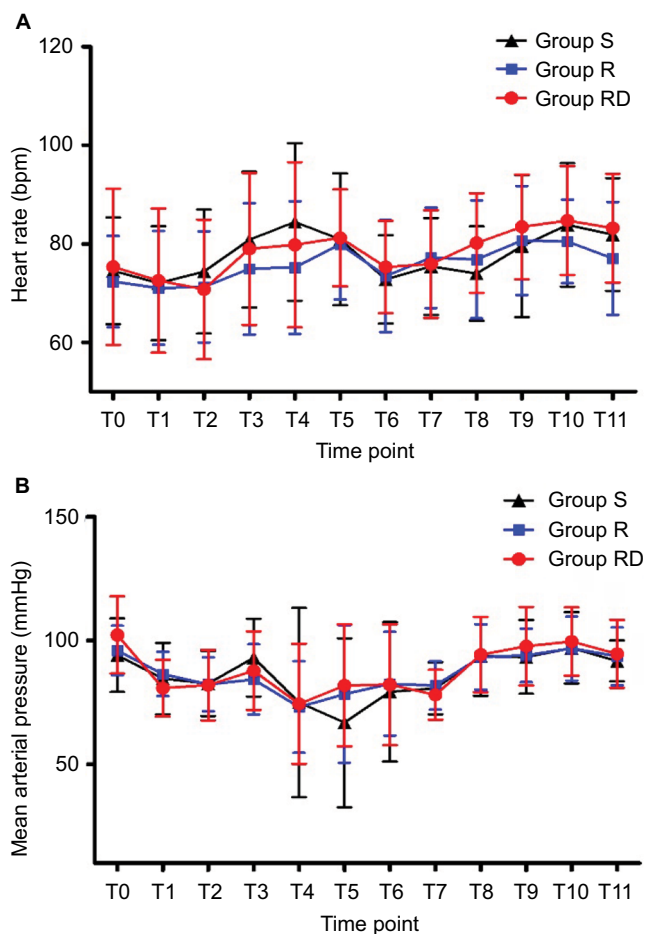 A
120
100
80
60
Heart rate (bpm)
Group S
Group R
Group RD
T0 T1 T2 T3 T4 T5 T6 T7 T8 T9 T10 T11
Time point
B
150
100
50
Mean arterial pressure (mmHg)
Group S
Group R
Group RD
T0 T1 T2 T3 T4 T5 T6 T7 T8 T9 T10 T11
Time point